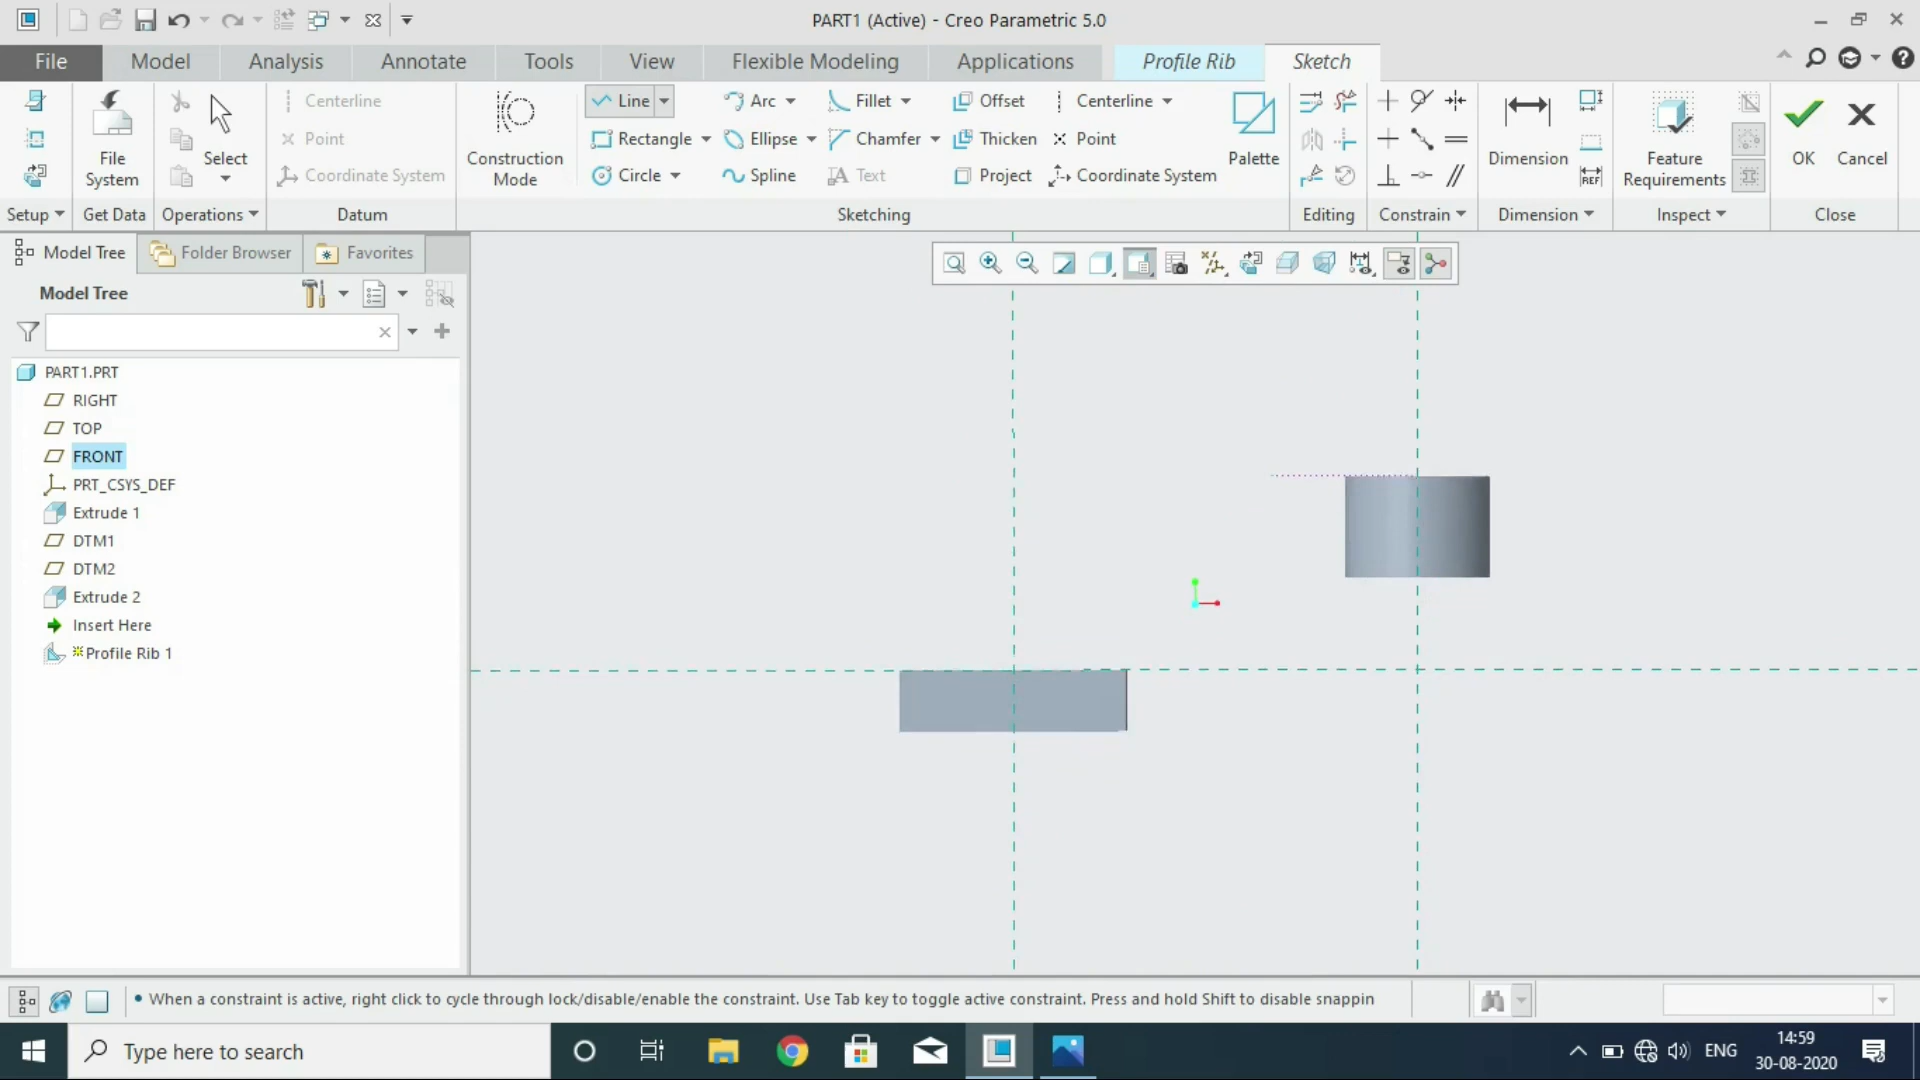 PART1 (Active) - Creo Parametric 5.0
File Model Analysis Annotate Tools View Flexible Modeling Applications Profile Rib Sketch
Centerline Line Arc Fillet Offset Centerline
Point Rectangle Ellipse Chamfer Thicken Point
File System Select Construction Mode Palette Dimension Feature Requirements OK Cancel
Coordinate System Circle Spline Text Project Coordinate System
REF
Setup Get Data Operations Datum Sketching Editing Constrain Dimension Inspect Close
Model Tree Folder Browser Favorites
Model Tree
PART1.PRT
RIGHT
TOP
FRONT
PRT_CSYS_DEF
Extrude 1
DTM1
DTM2
Extrude 2
Insert Here
Profile Rib 1
• When a constraint is active, right click to cycle through lock/disable/enable the constraint. Use Tab key to toggle active constraint. Press and hold Shift to disable snappin
Type here to search
ENG
14:59
30-08-2020